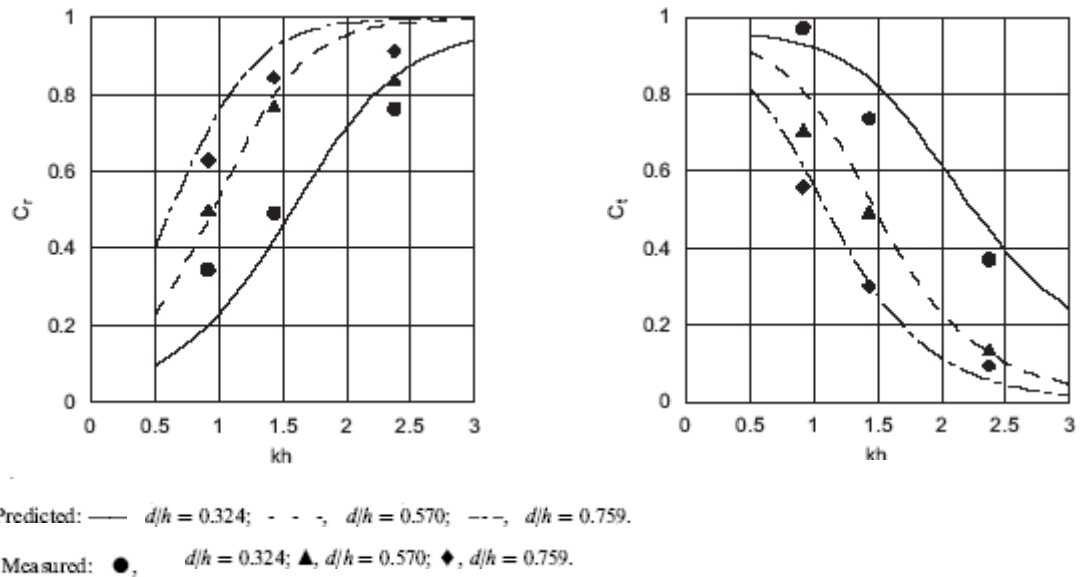 1
0.8
0.6
0.4
0.2
0
Cr
0 0.5 1 1.5 2 2.5 3
kh
1
0.8
0.6
0.4
0.2
0
Ct
0 0.5 1 1.5 2 2.5 3
kh
Predicted: —— d/h = 0.324; - - -, d/h = 0.570; —-—, d/h = 0.759.
Measured: ●, d/h = 0.324; ▲, d/h = 0.570; ♦, d/h = 0.759.